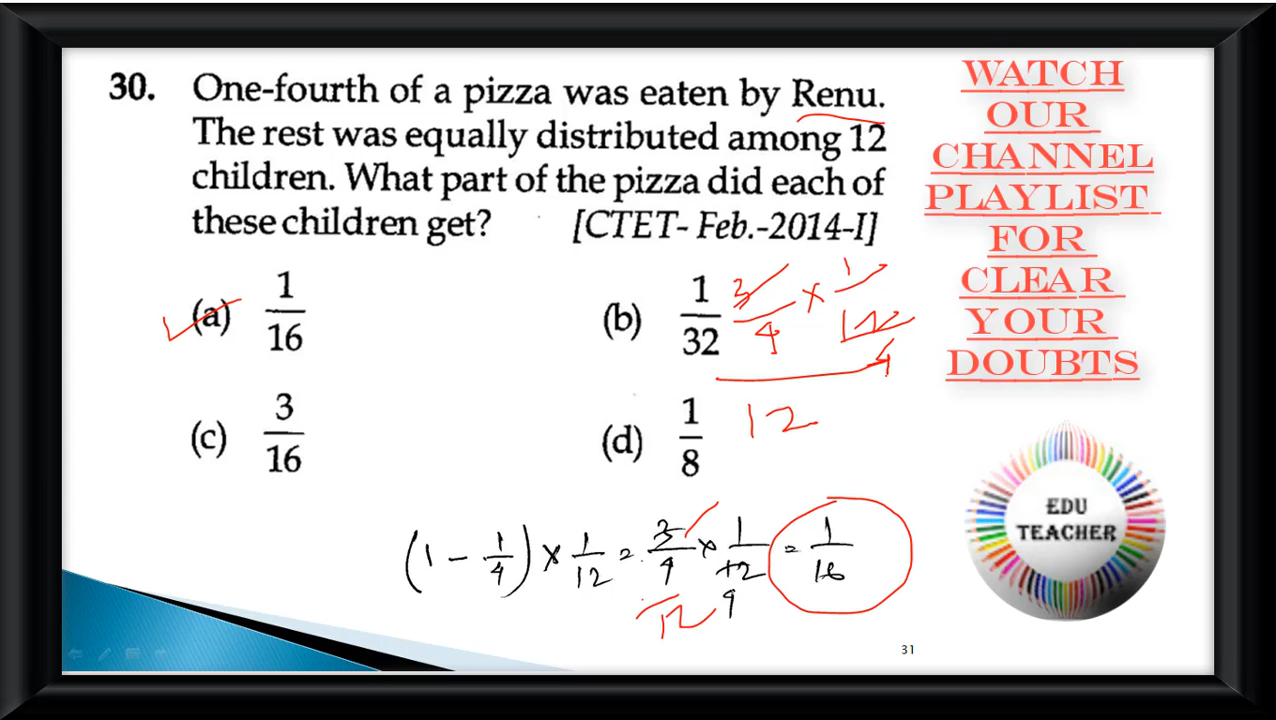 30. One-fourth of a pizza was eaten by Renu.
The rest was equally distributed among 12
children. What part of the pizza did each of
these children get? [CTET- Feb.-2014-I]
(a) 1/16 (b) 1/32 3/4 × 1/12
4
12
(c) 3/16 (d) 1/8
(1 - 1/4) × 1/12 = 3/4 × 1/12 = 1/16
12 4
WATCH
OUR
CHANNEL
PLAYLIST
FOR
CLEAR
YOUR
DOUBTS
EDU
TEACHER
31